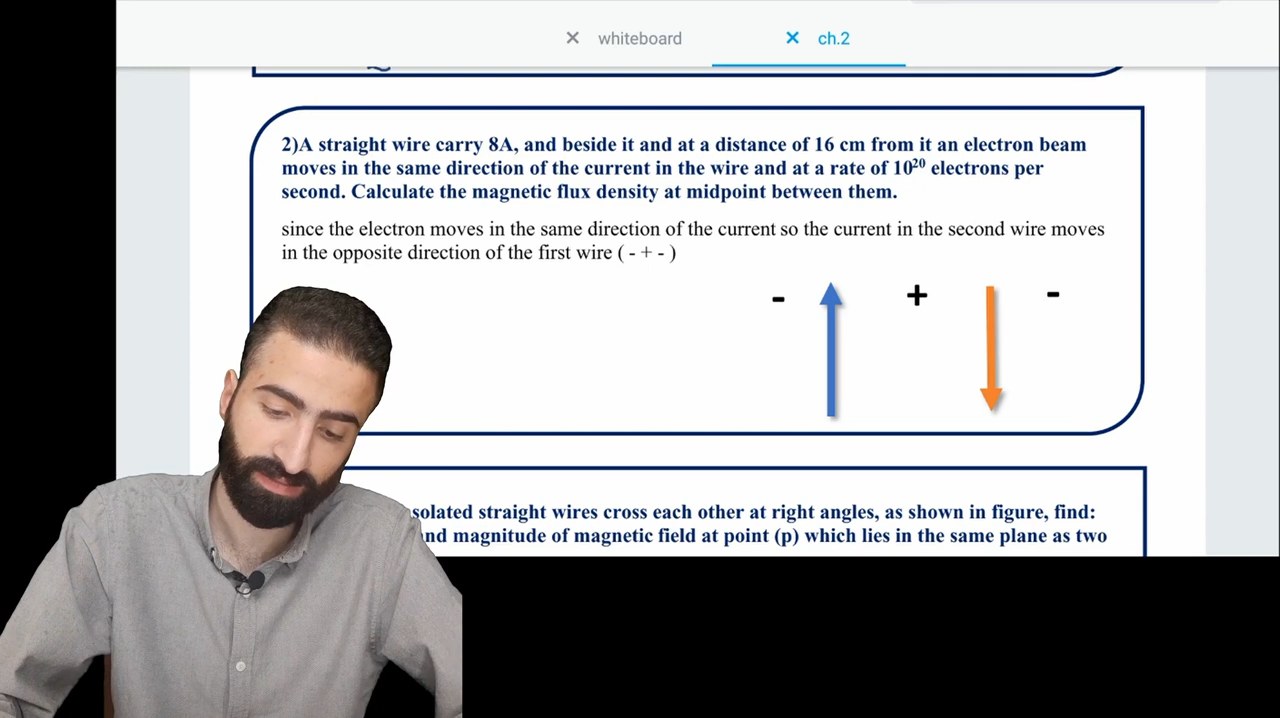 whiteboard
ch.2
2)A straight wire carry 8A, and beside it and at a distance of 16 cm from it an electron beam
moves in the same direction of the current in the wire and at a rate of 10²⁰ electrons per
second. Calculate the magnetic flux density at midpoint between them.
since the electron moves in the same direction of the current so the current in the second wire moves
in the opposite direction of the first wire ( - + - )
- + -
solated straight wires cross each other at right angles, as shown in figure, find:
nd magnitude of magnetic field at point (p) which lies in the same plane as two